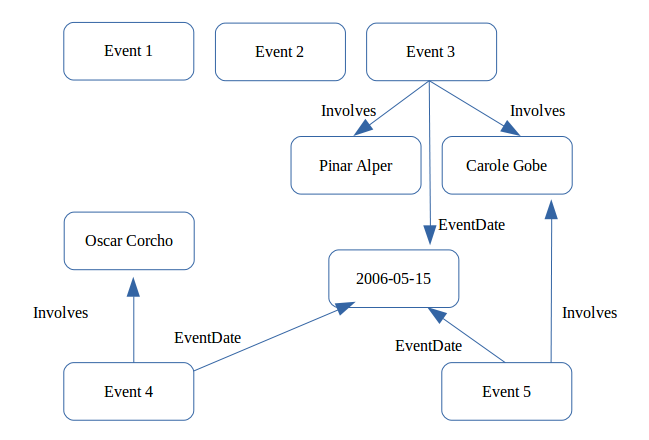 Event 1
Event 2
Event 3
Involves
Involves
Pinar Alper
Carole Gobe
Oscar Corcho
EventDate
2006-05-15
Involves
Involves
EventDate
EventDate
Event 4
Event 5